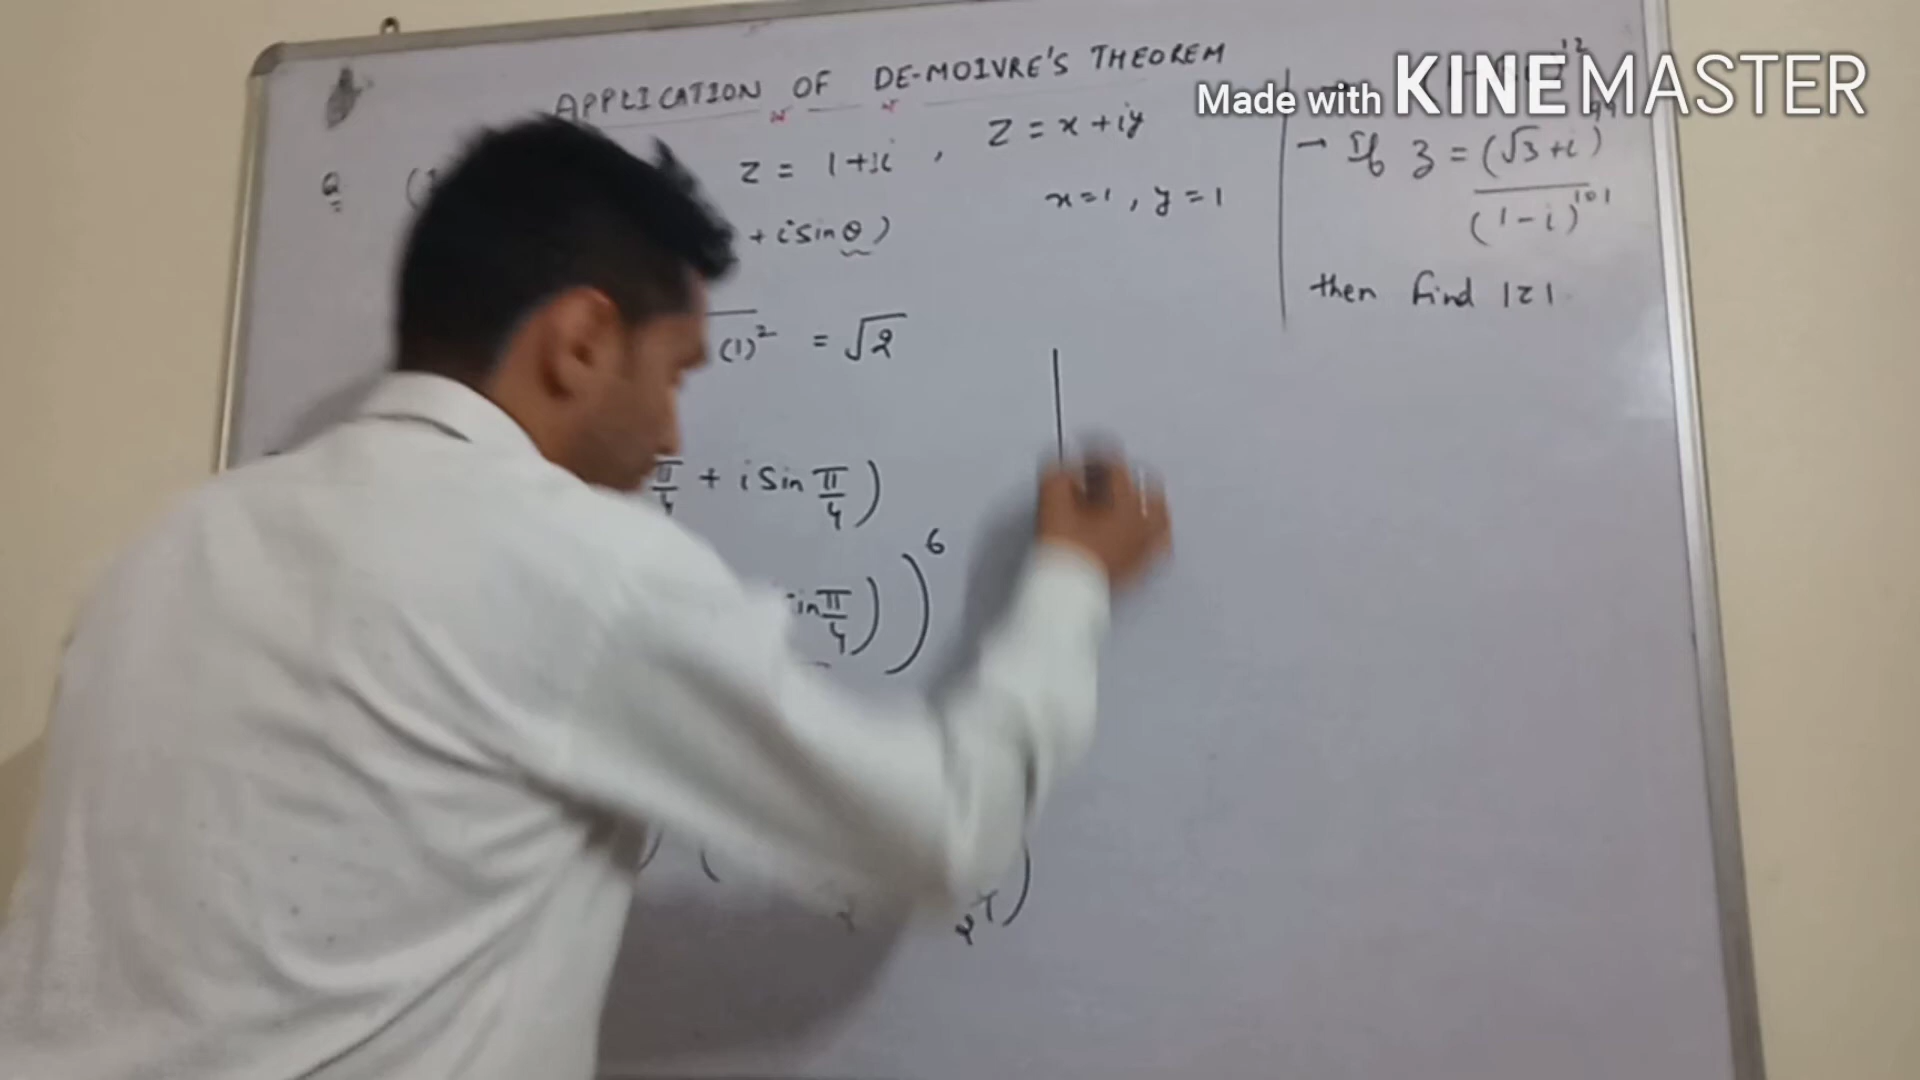 Made with KINEMASTER
APPLICATION OF DE-MOIVRE'S THEOREM
Q
z = 1+1i , z = x+iy
x=1 , y=1
+ i sin θ )
(1)² = √2
π/4 + i Sin π/4 )
in π/4 ) ) 6
12
→ If z = (√3+i)
(1-i)^101
then find |z|.